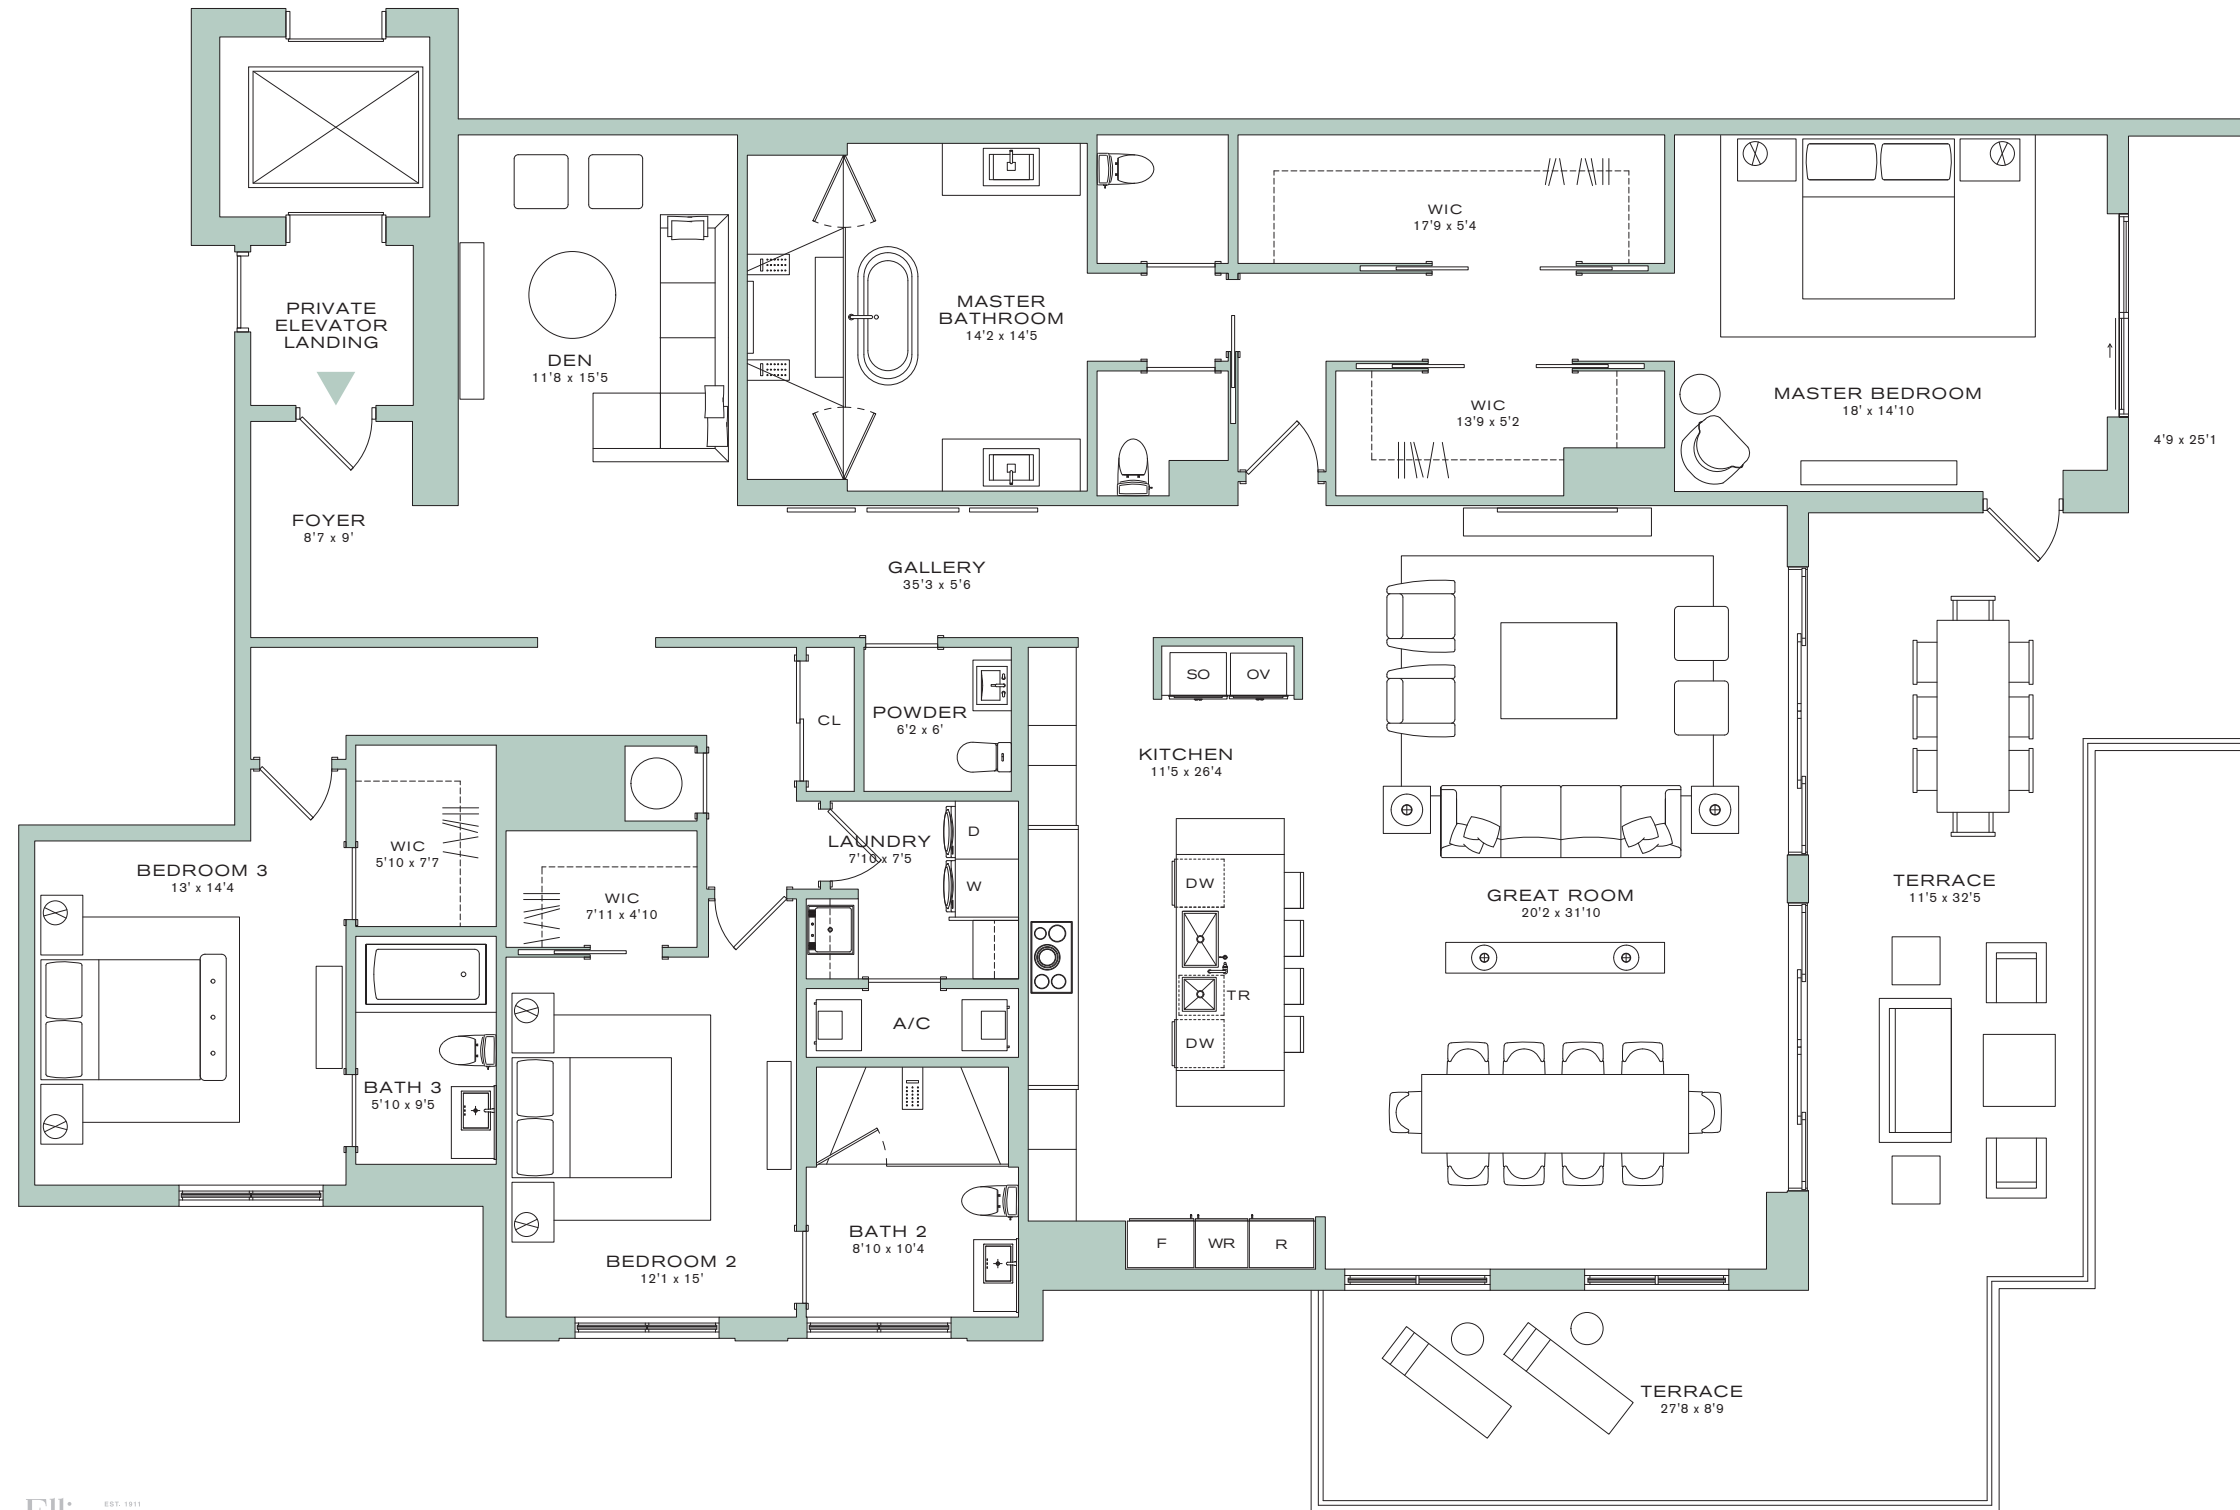 PRIVATE
ELEVATOR
LANDING
DEN
11'8 x 15'5
MASTER
BATHROOM
14'2 x 14'5
WIC
17'9 x 5'4
WIC
13'9 x 5'2
MASTER BEDROOM
18' x 14'10
4'9 x 25'1
FOYER
8'7 x 9'
GALLERY
35'3 x 5'6
SO
OV
CL
POWDER
6'2 x 6'
KITCHEN
11'5 x 26'4
LAUNDRY
7'10 x 7'5
D
W
WIC
5'10 x 7'7
BEDROOM 3
13' x 14'4
WIC
7'11 x 4'10
DW
GREAT ROOM
20'2 x 31'10
TERRACE
11'5 x 32'5
TR
A/C
DW
BATH 3
5'10 x 9'5
BATH 2
8'10 x 10'4
F
WR
R
BEDROOM 2
12'1 x 15'
TERRACE
27'8 x 8'9
EST. 1911